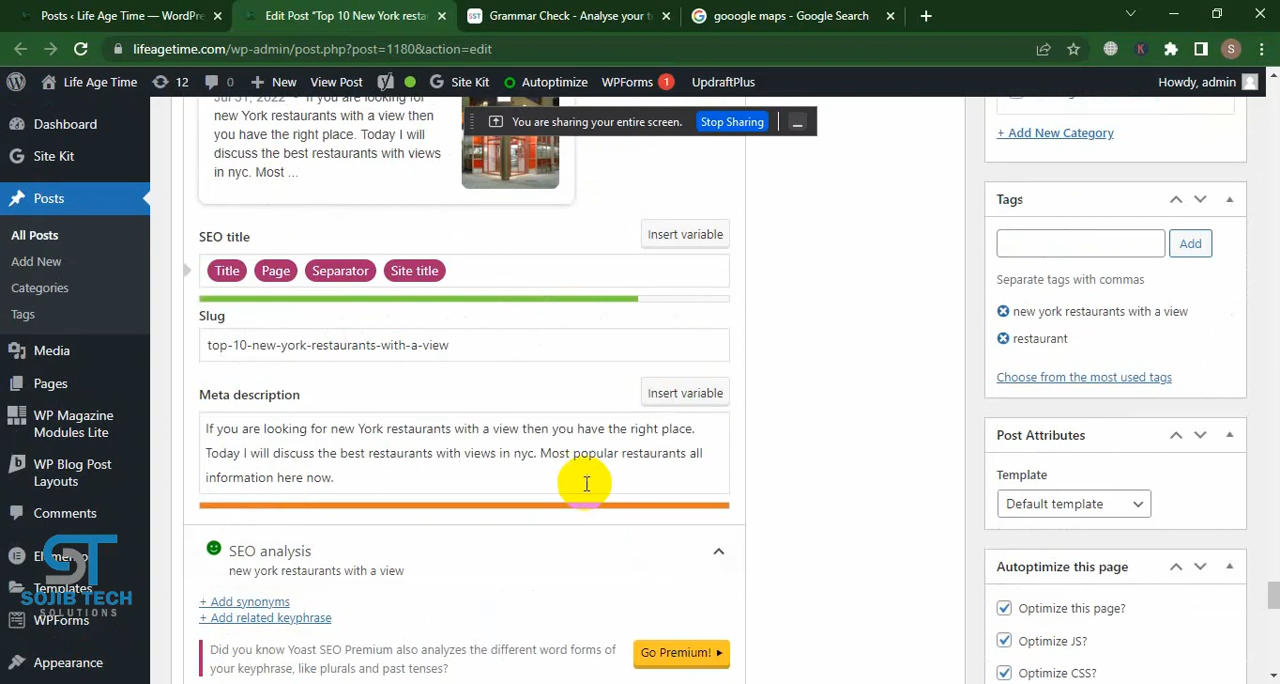 Posts ‹ Life Age Time — WordPre
Edit Post "Top 10 New York resta
SST
Grammar Check - Analyse your t
gooogle maps - Google Search
lifeagetime.com/wp-admin/post.php?post=1180&action=edit
K
S
Life Age Time
12
0
New
View Post
Site Kit
Autoptimize
WPForms 1
UpdraftPlus
Howdy, admin
You are sharing your entire screen.
Stop Sharing
Dashboard
Site Kit
Posts
All Posts
Add New
Categories
Tags
Media
Pages
WP Magazine
Modules Lite
WP Blog Post
Layouts
Comments
Templates
WPForms
Appearance
SOJIB TECH
SOLUTIONS
Jul 31, 2022 - If you are looking for
new York restaurants with a view then
you have the right place. Today I will
discuss the best restaurants with views
in nyc. Most ...
SEO title
Insert variable
Title
Page
Separator
Site title
Slug
top-10-new-york-restaurants-with-a-view
Meta description
Insert variable
If you are looking for new York restaurants with a view then you have the right place.
Today I will discuss the best restaurants with views in nyc. Most popular restaurants all
information here now.
SEO analysis
new york restaurants with a view
+ Add synonyms
+ Add related keyphrase
Did you know Yoast SEO Premium also analyzes the different word forms of
your keyphrase, like plurals and past tenses?
Go Premium!
+ Add New Category
Tags
Add
Separate tags with commas
new york restaurants with a view
restaurant
Choose from the most used tags
Post Attributes
Template
Default template
Autoptimize this page
Optimize this page?
Optimize JS?
Optimize CSS?